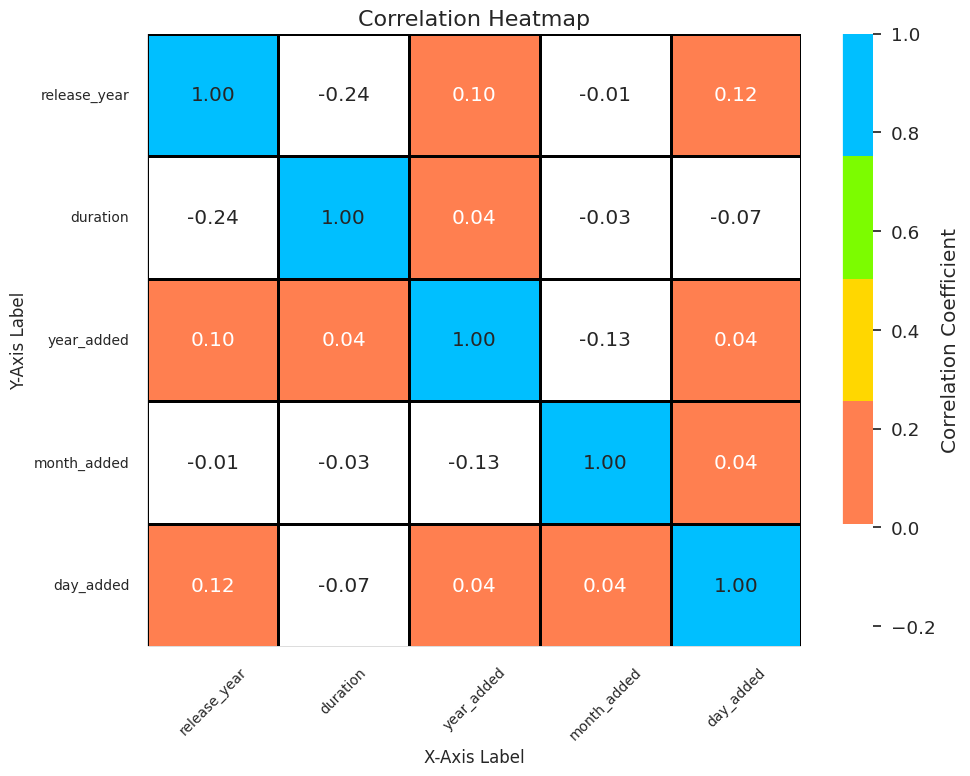 Correlation Heatmap
release_year 1.00 -0.24 0.10 -0.01 0.12
duration -0.24 1.00 0.04 -0.03 -0.07
year_added 0.10 0.04 1.00 -0.13 0.04
month_added -0.01 -0.03 -0.13 1.00 0.04
day_added 0.12 -0.07 0.04 0.04 1.00
release_year duration year_added month_added day_added
X-Axis Label
Y-Axis Label
1.0
0.8
0.6
0.4
0.2
0.0
−0.2
Correlation Coefficient